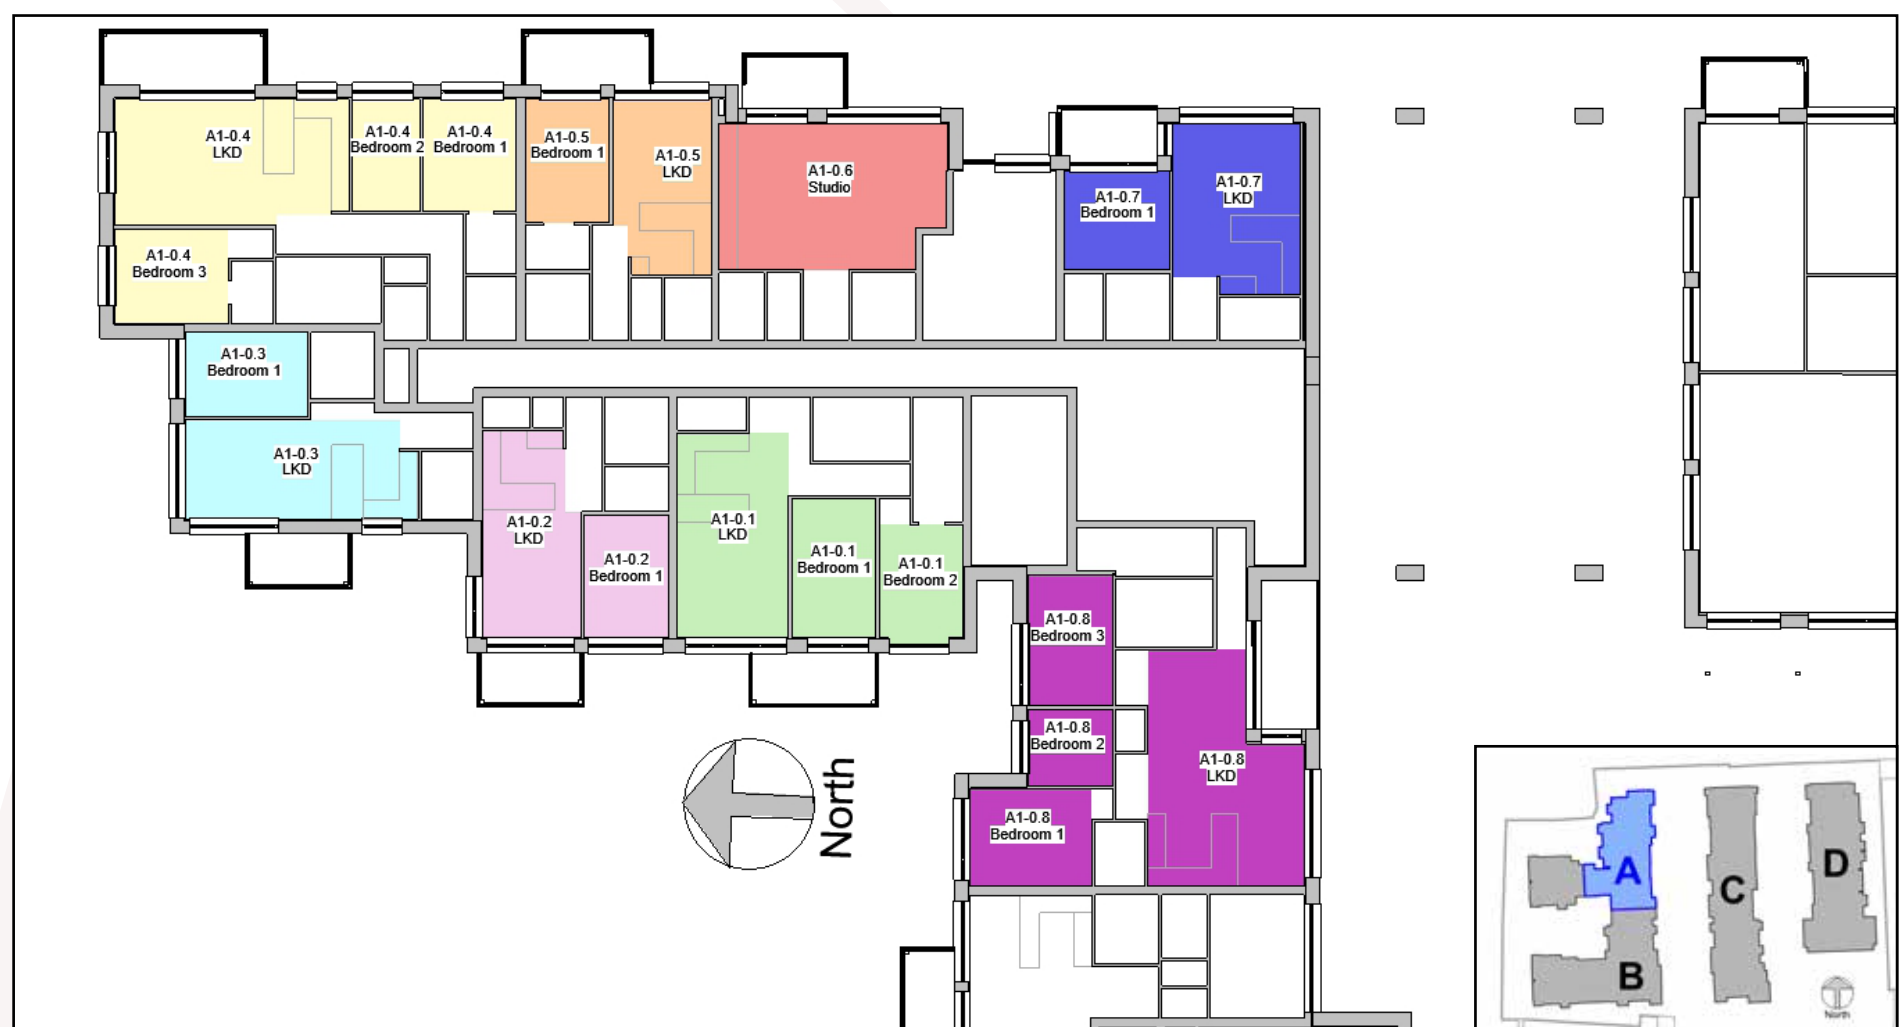 A1-0.4
LKD
A1-0.4
Bedroom 2
A1-0.4
Bedroom 1
A1-0.5
Bedroom 1
A1-0.5
LKD
A1-0.6
Studio
A1-0.7
Bedroom 1
A1-0.7
LKD
A1-0.4
Bedroom 3
A1-0.3
Bedroom 1
A1-0.3
LKD
A1-0.2
LKD
A1-0.2
Bedroom 1
A1-0.1
LKD
A1-0.1
Bedroom 1
A1-0.1
Bedroom 2
A1-0.8
Bedroom 3
A1-0.8
Bedroom 2
A1-0.8
LKD
A1-0.8
Bedroom 1
North
A
B
C
D
North